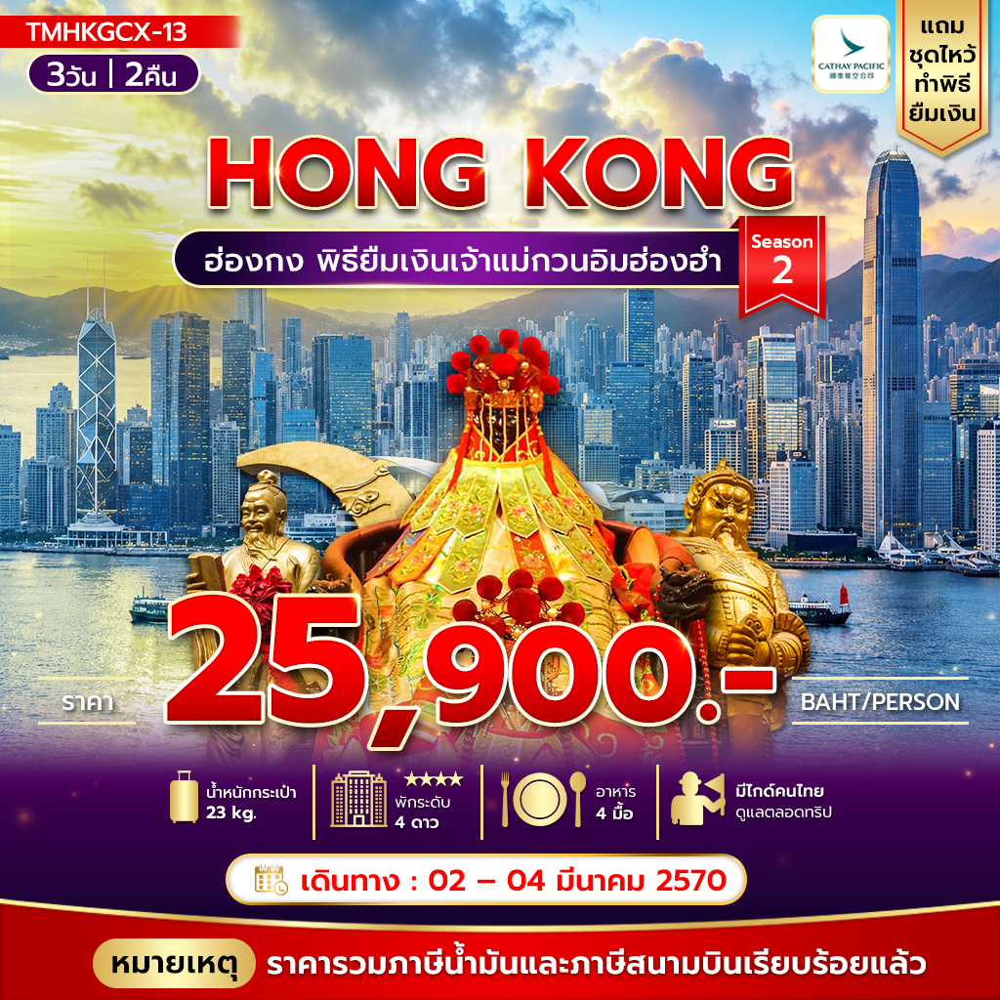 TMHKGCX-13
3วัน | 2คืน
CATHAY PACIFIC
國泰航空公司
แถม
ชุดไหว้
ทำพิธี
ยืมเงิน
HONG KONG
ฮ่องกง พิธียืมเงินเจ้าแม่กวนอิมฮ่องฮำ
Season
2
ราคา
25,900.-
BAHT/PERSON
น้ำหนักกระเป๋า
23 kg.
พักระดับ
4 ดาว
อาหาร
4 มื้อ
มีไกด์คนไทย
ดูแลตลอดทริป
เดินทาง : 02 – 04 มีนาคม 2570
หมายเหตุ
ราคารวมภาษีน้ำมันและภาษีสนามบินเรียบร้อยแล้ว